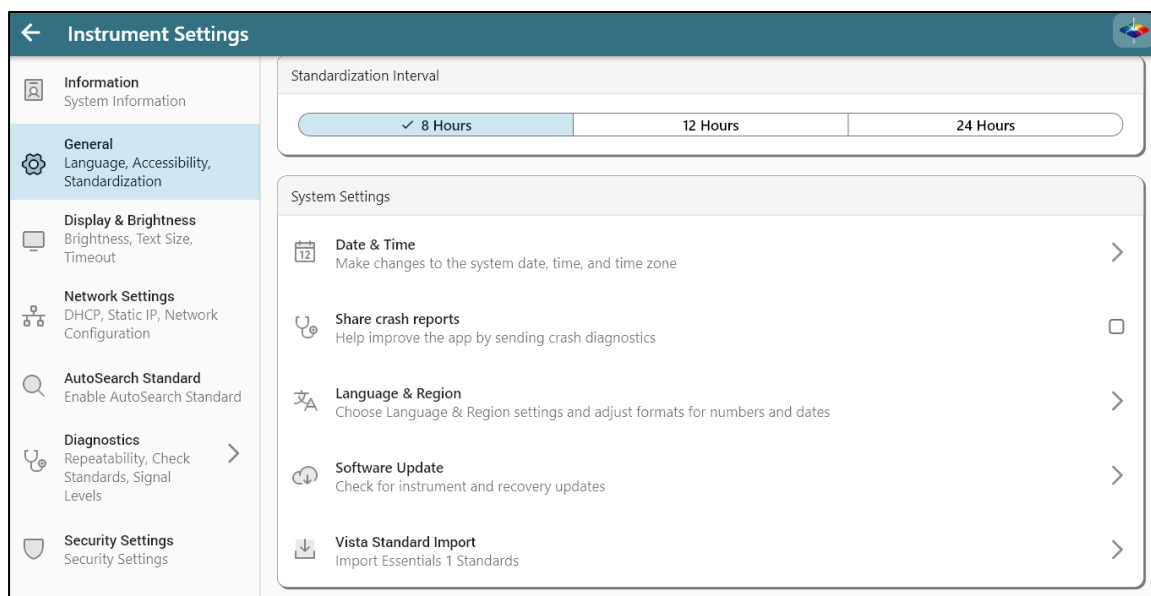 Instrument Settings
Information
System Information
General
Language, Accessibility,
Standardization
Display & Brightness
Brightness, Text Size,
Timeout
Network Settings
DHCP, Static IP, Network
Configuration
AutoSearch Standard
Enable AutoSearch Standard
Diagnostics
Repeatability, Check
Standards, Signal
Levels
Security Settings
Security Settings
Standardization Interval
8 Hours 12 Hours 24 Hours
System Settings
12
Date & Time
Make changes to the system date, time, and time zone
Share crash reports
Help improve the app by sending crash diagnostics
Language & Region
Choose Language & Region settings and adjust formats for numbers and dates
Software Update
Check for instrument and recovery updates
Vista Standard Import
Import Essentials 1 Standards